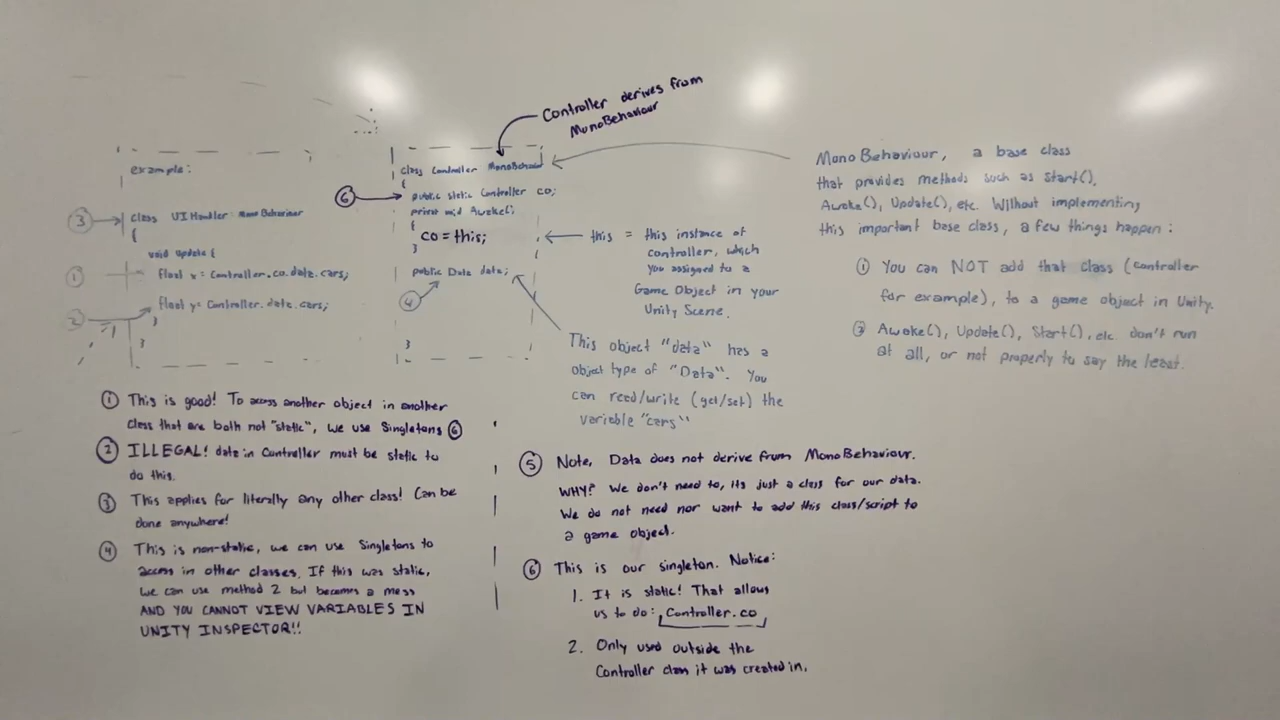 Controller derives from
MonoBehaviour
example:
③
class UIHandler: MonoBehaviour
{
void Update {
① float x = Controller.co.data.cars;
② float y= Controller.data.cars;
}
}
class Controller MonoBehaviour
{
⑥ public static Controller co;
Awake(;
{
co = this;
}
public Data data;
④
}
this = this instance of
controller, which
you assigned to a
Game Object in your
Unity Scene.
This object "data" has a
object type of "Data". You
can read/write (get/set) the
variable "cars"
MonoBehaviour, a base class
that provides methods such as Start(),
Awake(), Update(), etc. Without implementing
this important base class, a few things happen:
① You can NOT add that class (controller
for example), to a game object in Unity.
② Awake(), Update(), Start(), etc. don't run
at all, or not properly to say the least.
① This is good! To access another object in another
class that are both not "static", we use Singletons ⑥
② ILLEGAL! data in Controller must be static to
do this.
③ This applies for literally any other class! Can be
done anywhere!
④ This is non-static, we can use Singletons to
access in other classes. If this was static,
we can use method 2 but becomes a mess
AND YOU CANNOT VIEW VARIABLES IN
UNITY INSPECTOR!!
⑤ Note, Data does not derive from MonoBehaviour.
WHY? We don't need to, its just a class for our data.
We do not need nor want to add this class/script to
a game object.
⑥ This is our singleton. Notice:
1. It is static! That allows
us to do: Controller.co
2. Only used outside the
Controller class it was created in.